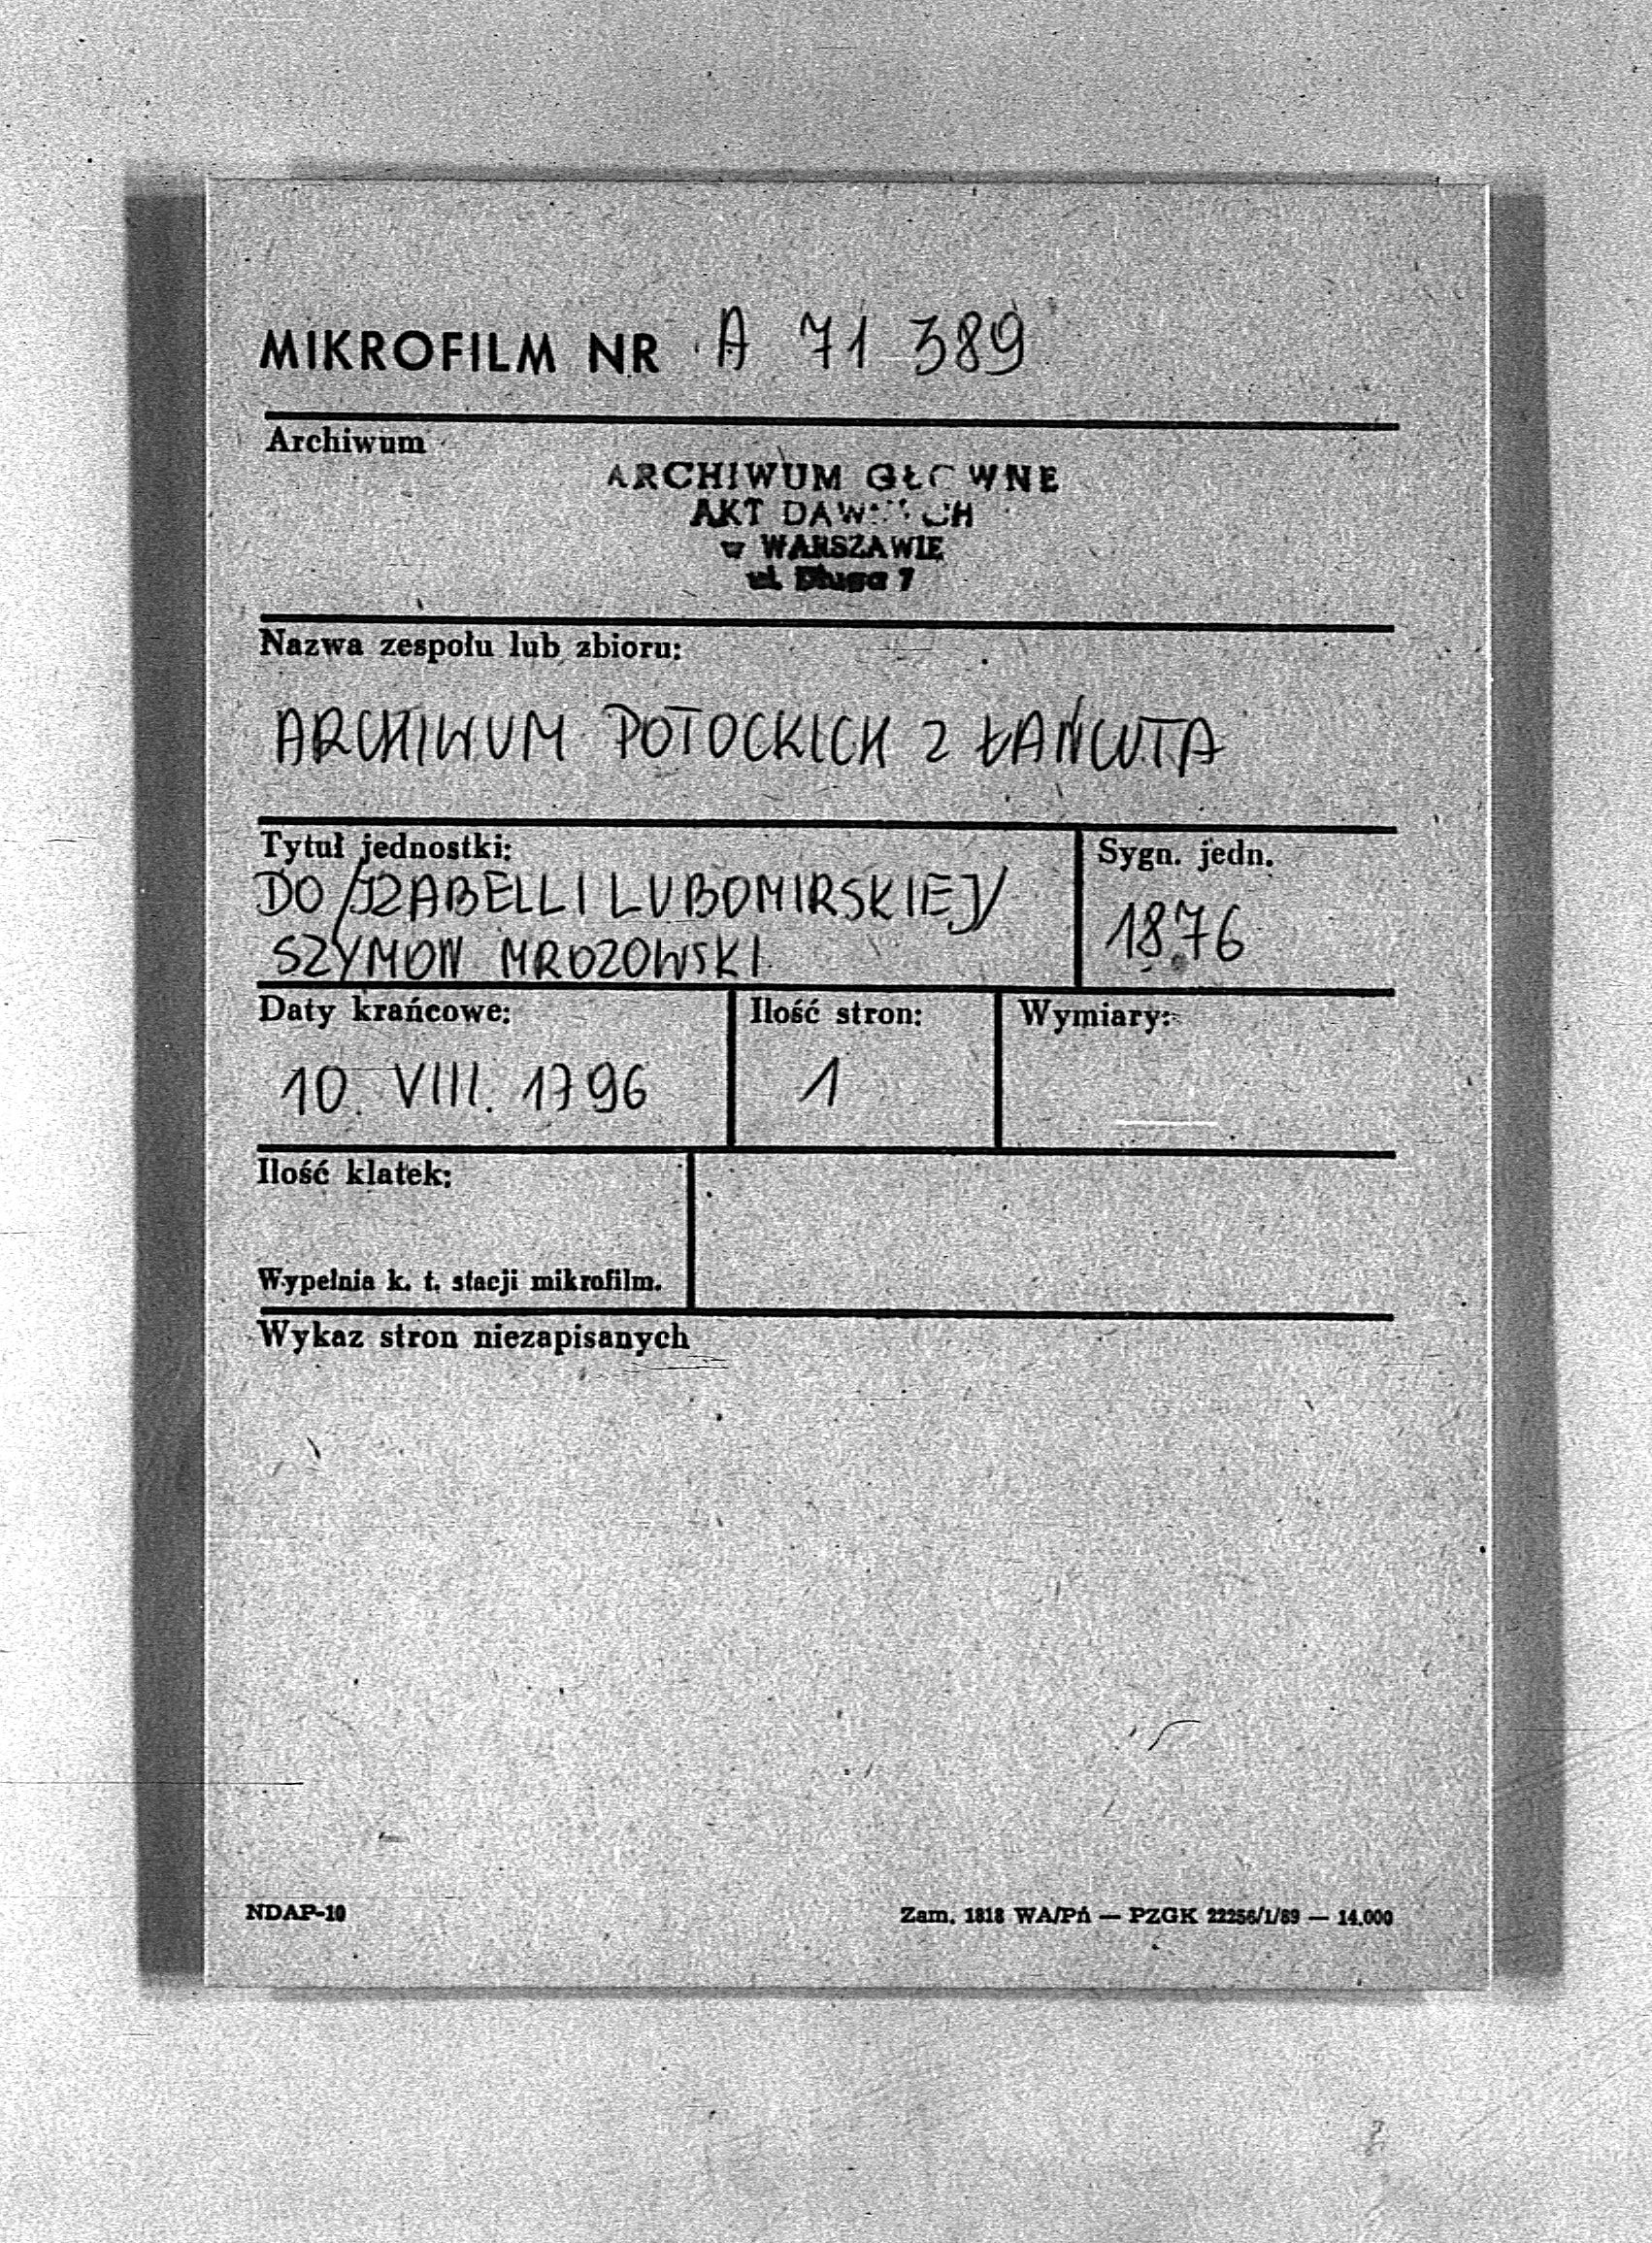 MIKROFILM NR A 71 389
Archiwum
ARCHIWUM GŁÓWNE
AKT DAWNYCH
w WARSZAWIE
ul. Długa 7
Nazwa zespołu lub zbioru:
ARCHIWUM POTOCKICH Z ŁAŃCUTA
Tytuł jednostki:
DO /IZABELLI LUBOMIRSKIEJ/
SZYMON MROZOWSKI
Sygn. jedn.
1876
Daty krańcowe:
10. VIII. 1796
Ilość stron:
1
Wymiary:
Ilość klatek:
Wypełnia k. t. stacji mikrofilm.
Wykaz stron niezapisanych
NDAP-10
Zam. 1818 WA/Pń — PZGK 22256/1/89 — 14.000